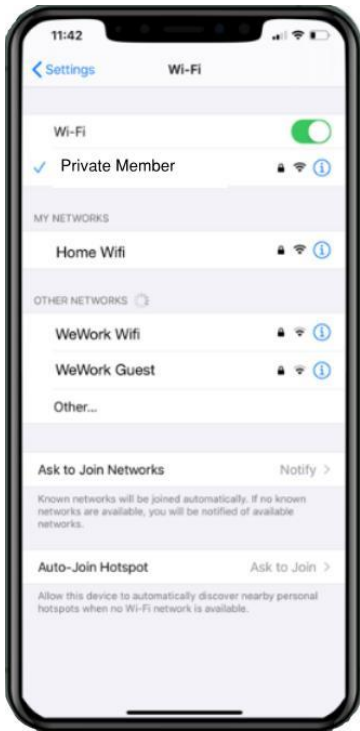 11:42
Settings
Wi-Fi
Wi-Fi
Private Member
MY NETWORKS
Home Wifi
OTHER NETWORKS
WeWork Wifi
WeWork Guest
Other...
Ask to Join Networks
Notify
Known networks will be joined automatically. If no known
networks are available, you will be notified of available
networks.
Auto-Join Hotspot
Ask to Join
Allow this device to automatically discover nearby personal
hotspots when no Wi-Fi network is available.